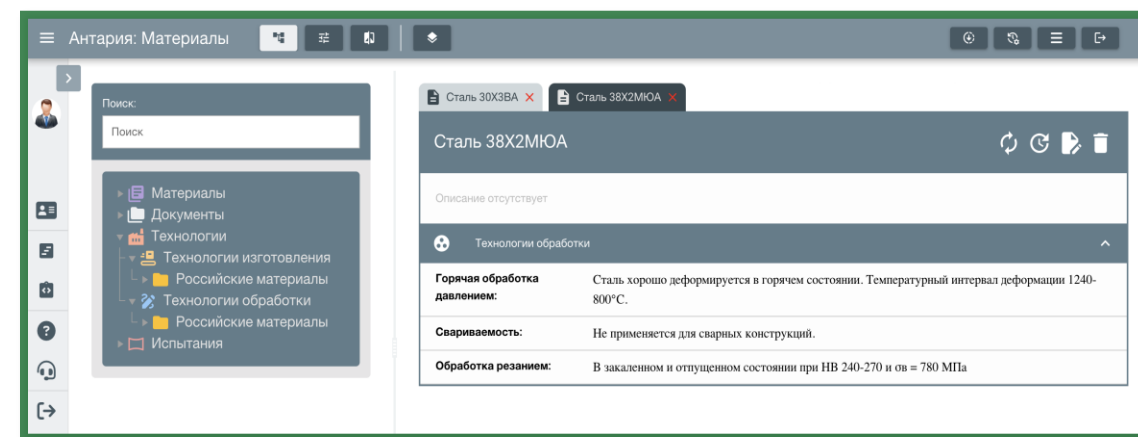 Антария: Материалы
Поиск:
Поиск
Материалы
Документы
Технологии
Технологии изготовления
Российские материалы
Технологии обработки
Российские материалы
Испытания
Сталь 30Х3ВА
Сталь 38Х2МЮА
Сталь 38Х2МЮА
Описание отсутствует
Технологии обработки
Горячая обработка давлением:
Сталь хорошо деформируется в горячем состоянии. Температурный интервал деформации 1240-
800°С.
Свариваемость:
Не применяется для сварных конструкций.
Обработка резанием:
В закаленном и отпущенном состоянии при НВ 240-270 и σв = 780 МПа